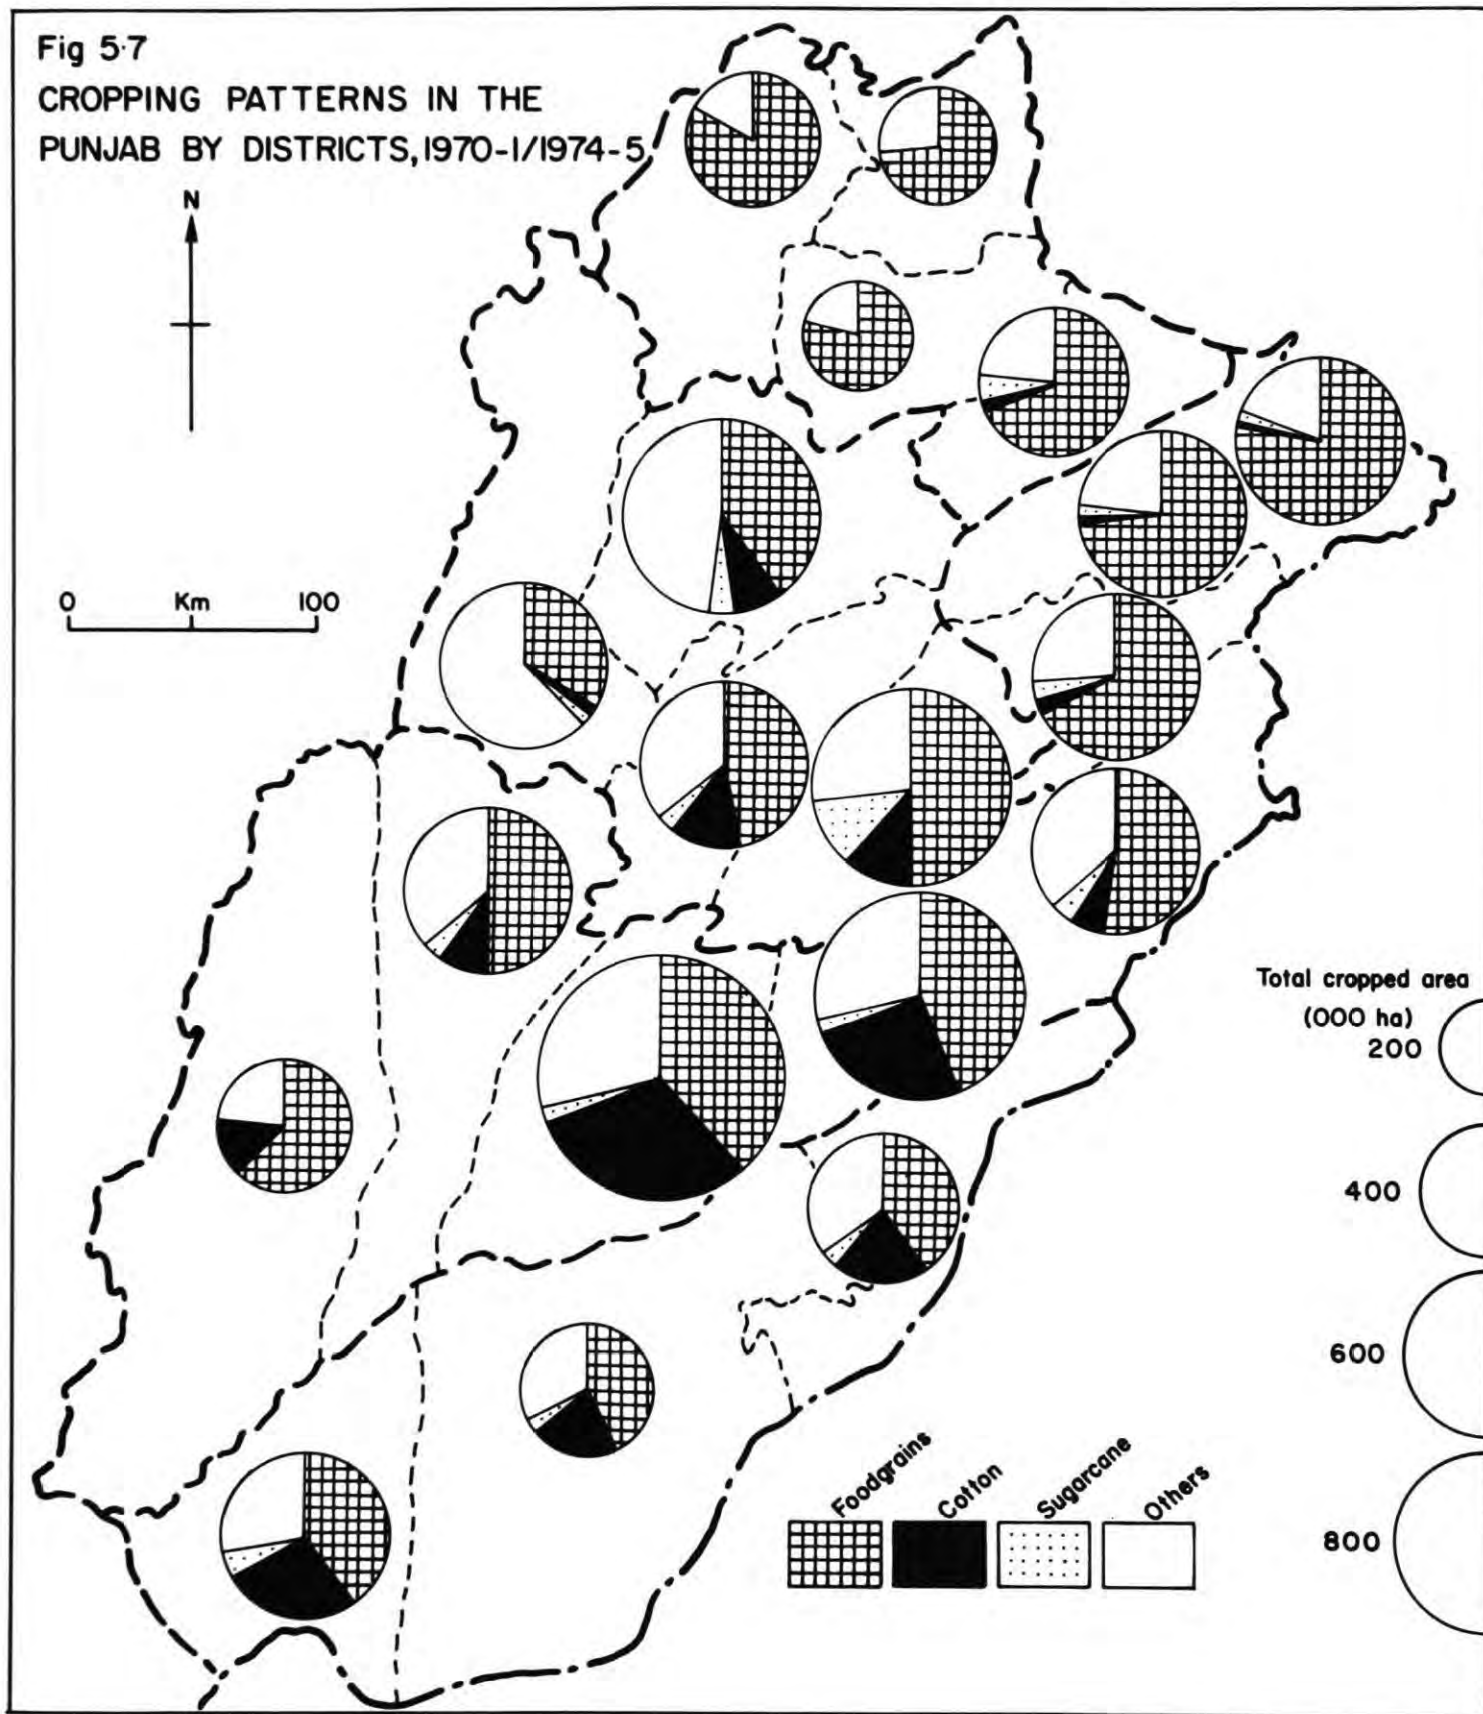 Fig 5·7
CROPPING PATTERNS IN THE
PUNJAB BY DISTRICTS, 1970-1/1974-5
N
0 Km 100
Total cropped area
(000 ha)
200
400
600
800
Foodgrains
Cotton
Sugarcane
Others